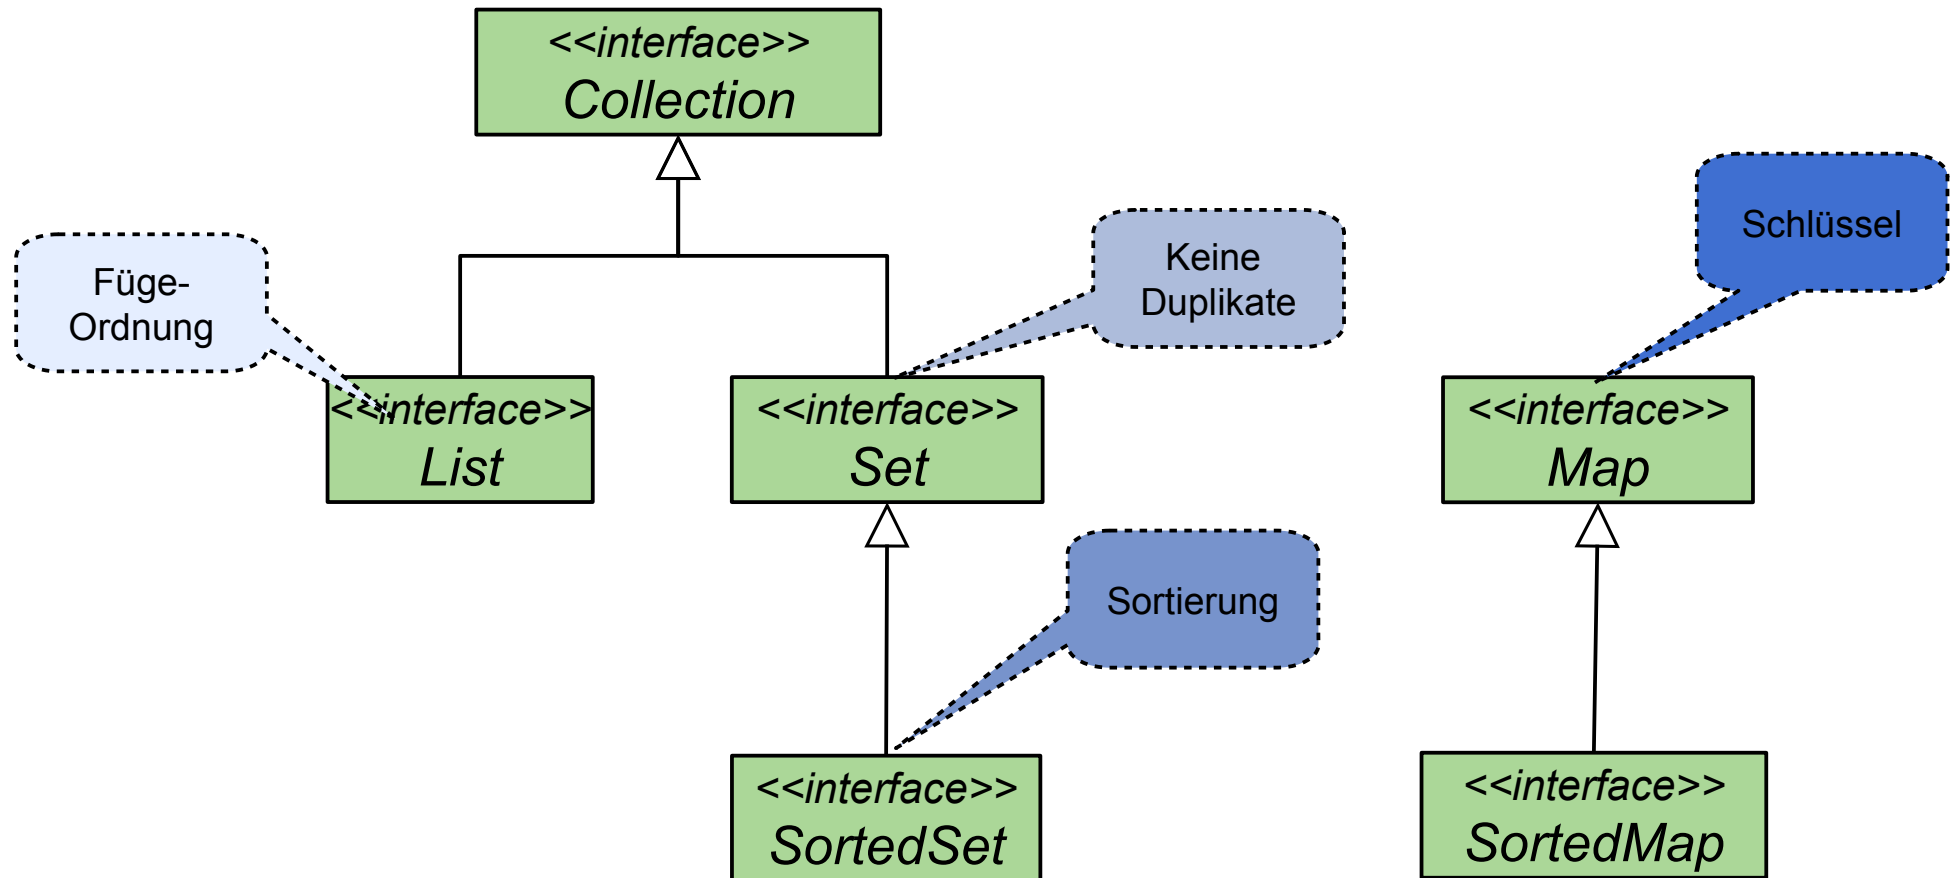 <<interface>>
Collection
Schlüssel
Keine
Duplikate
Füge-
Ordnung
<<interface>>
List
<<interface>>
Set
<<interface>>
Map
Sortierung
<<interface>>
SortedSet
<<interface>>
SortedMap